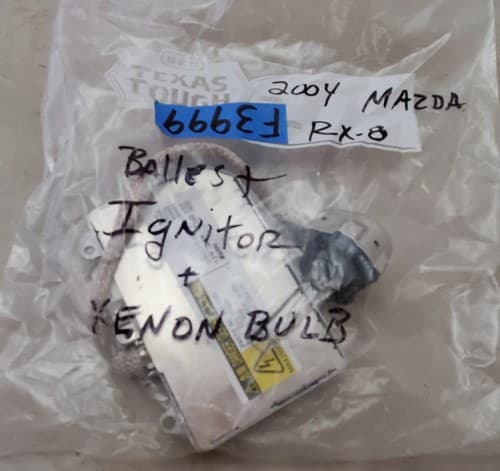 TEXAS
TOUGH
2004 MAZDA
RX-8
F3999
Ballest
Ignitor
+
XENON BULB